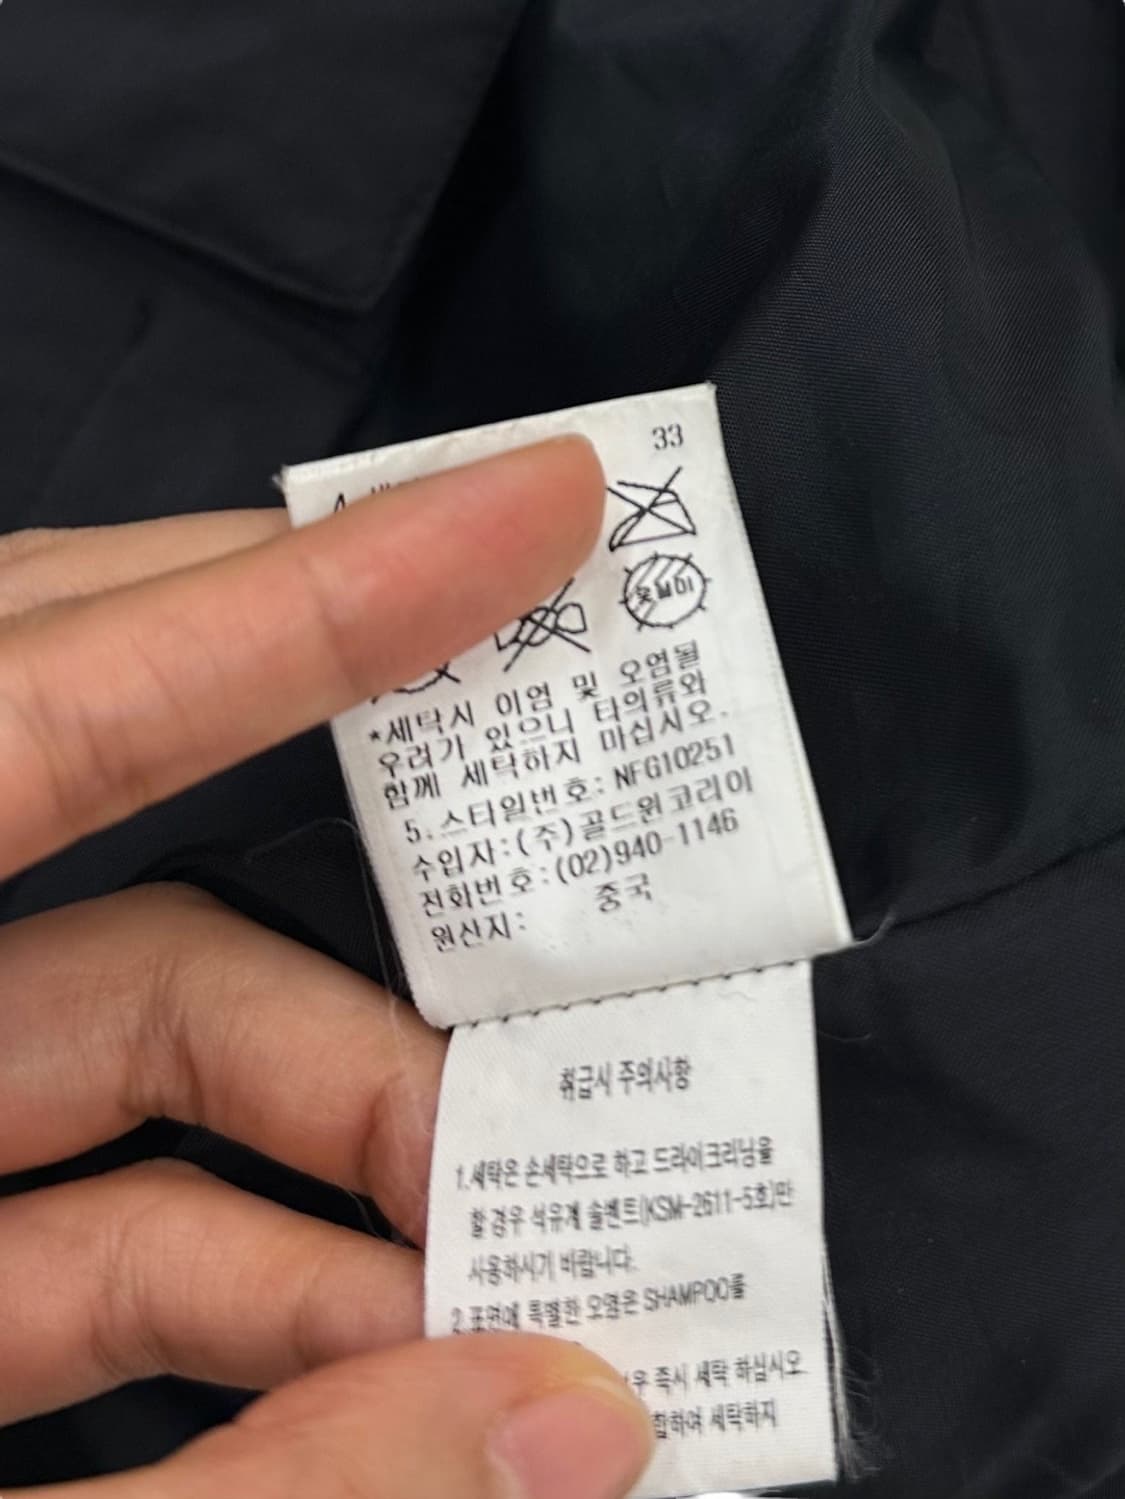 33
옷걸이
*세탁시 이염 및 오염될
우려가 있으니 타의류와
함께 세탁하지 마십시오.
5.스타일번호:NFG10251
수입자:(주)골드윈코리아
전화번호:(02)940-1146
원산지: 중국
취급시 주의사항
1.세탁은 손세탁으로 하고 드라이크리닝을
할 경우 석유계 솔벤트(KSM-2611-5호)만
사용하시기 바랍니다.
2.표면에 특별한 오염은 SHAMPOO를
즉시 세탁 하십시오.
합하여 세탁하지